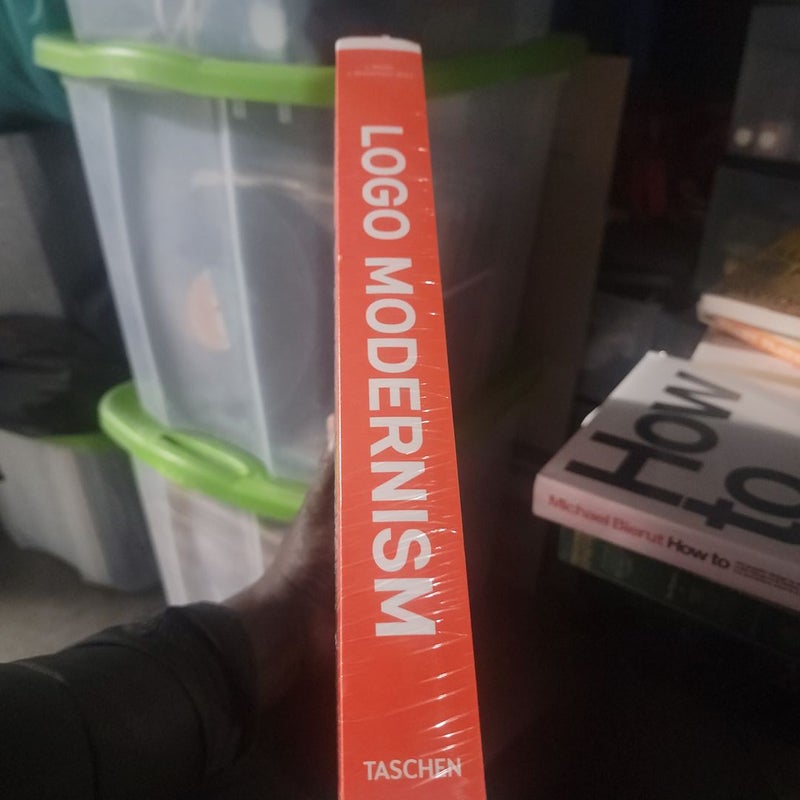 LOGO MODERNISM
TASCHEN
How
to
Michael Bierut How to